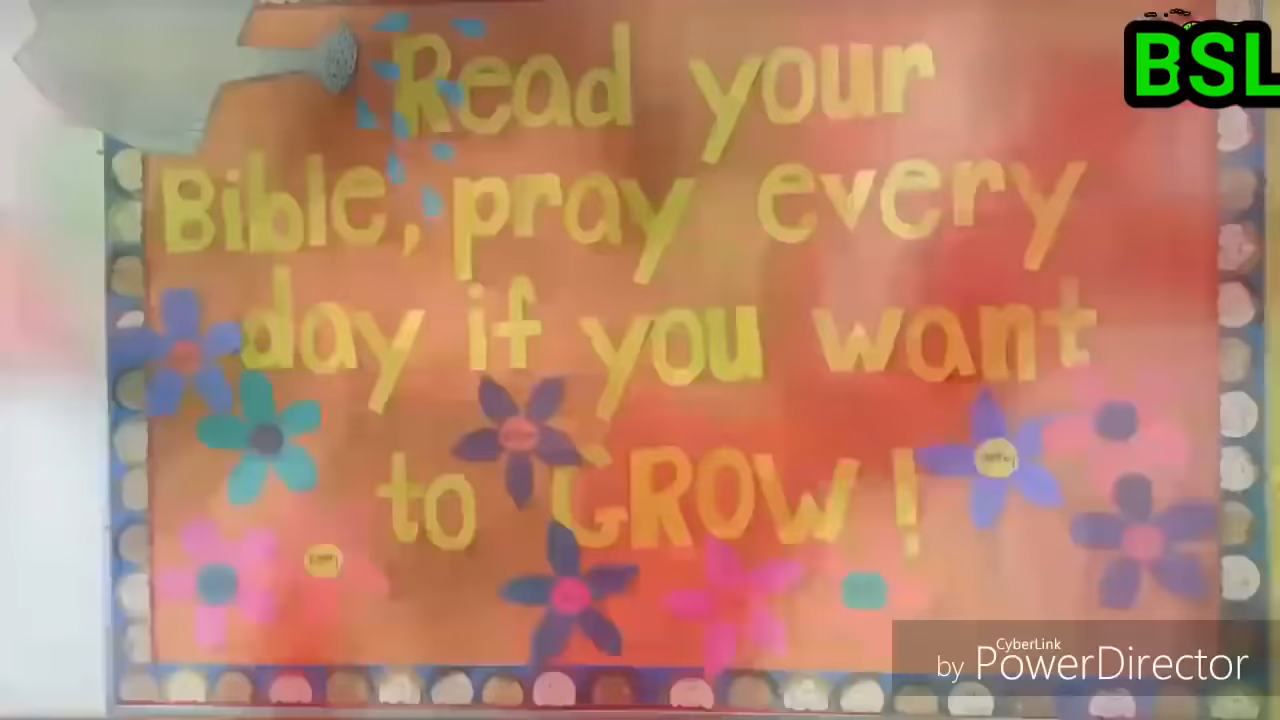 BSL
Read your
Bible, pray every
day if you want
to GROW!
CyberLink
by PowerDirector